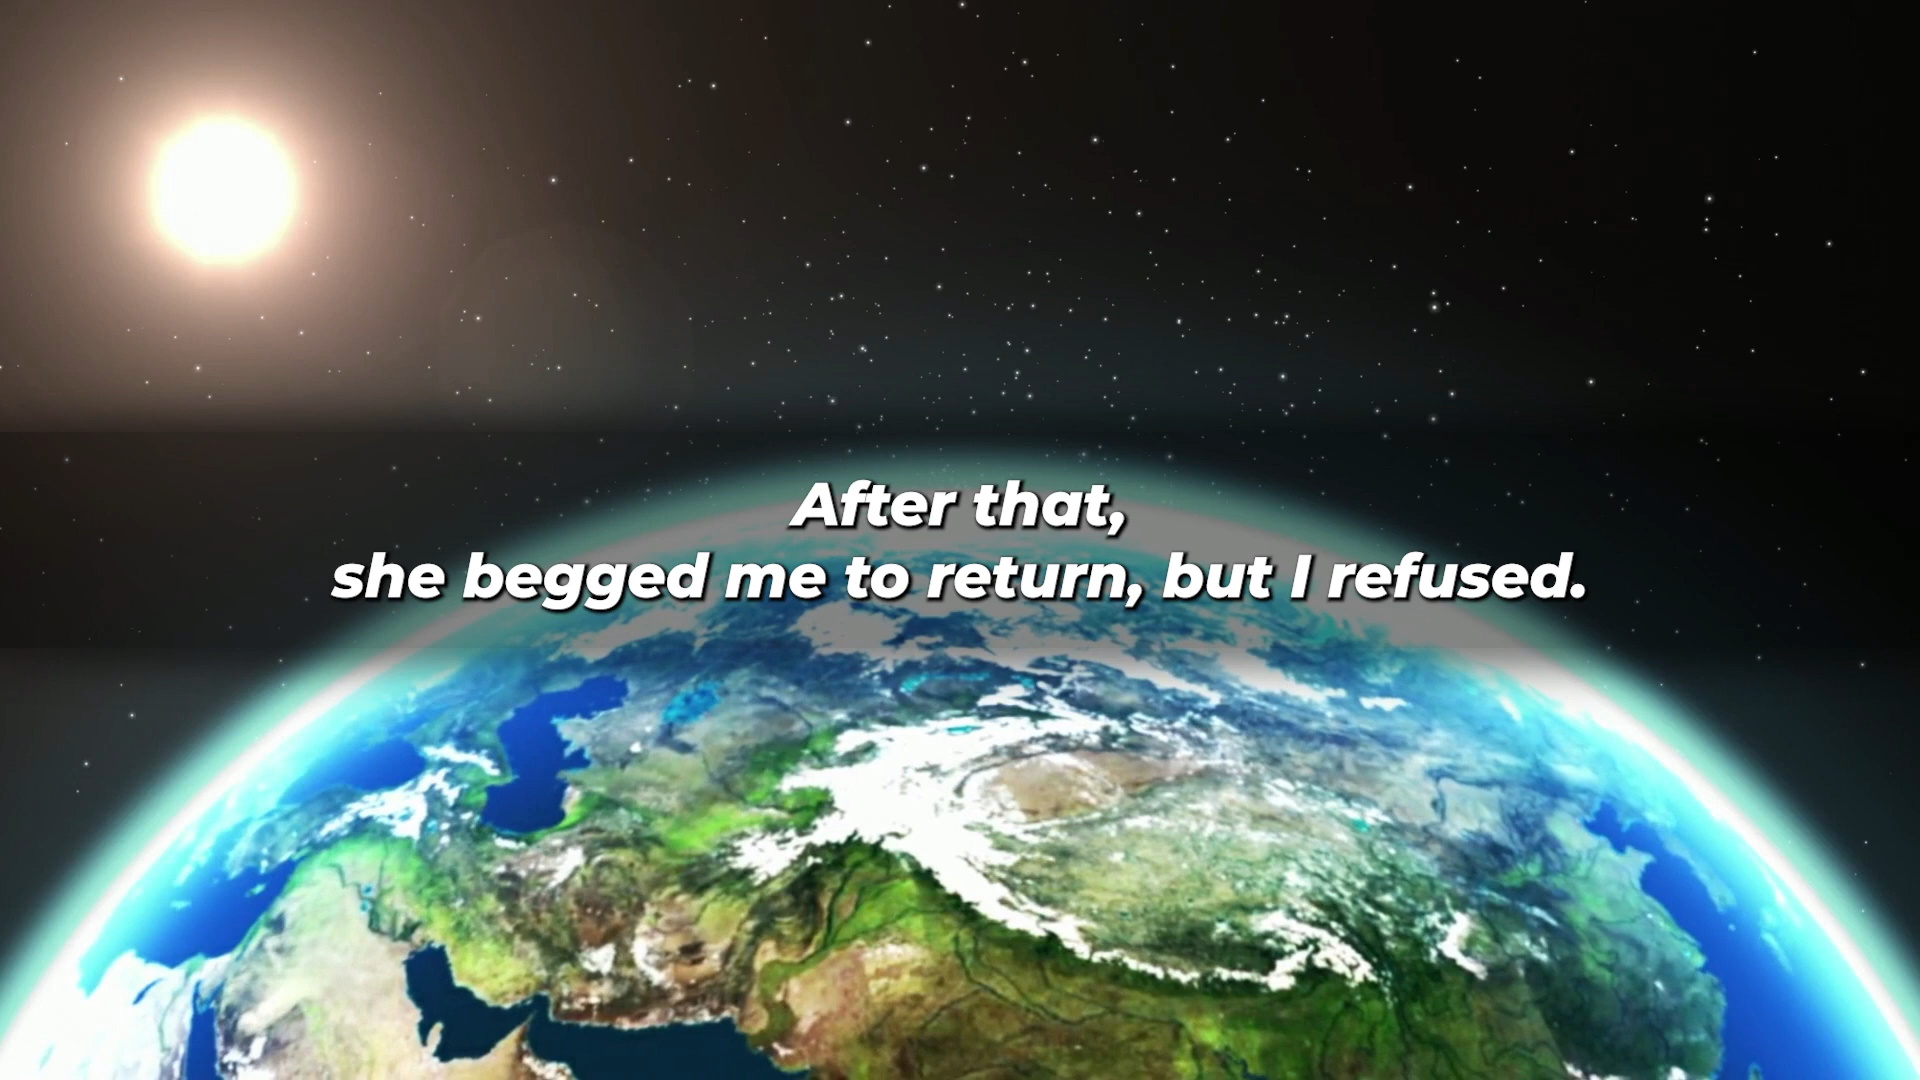 After that,
she begged me to return, but I refused.